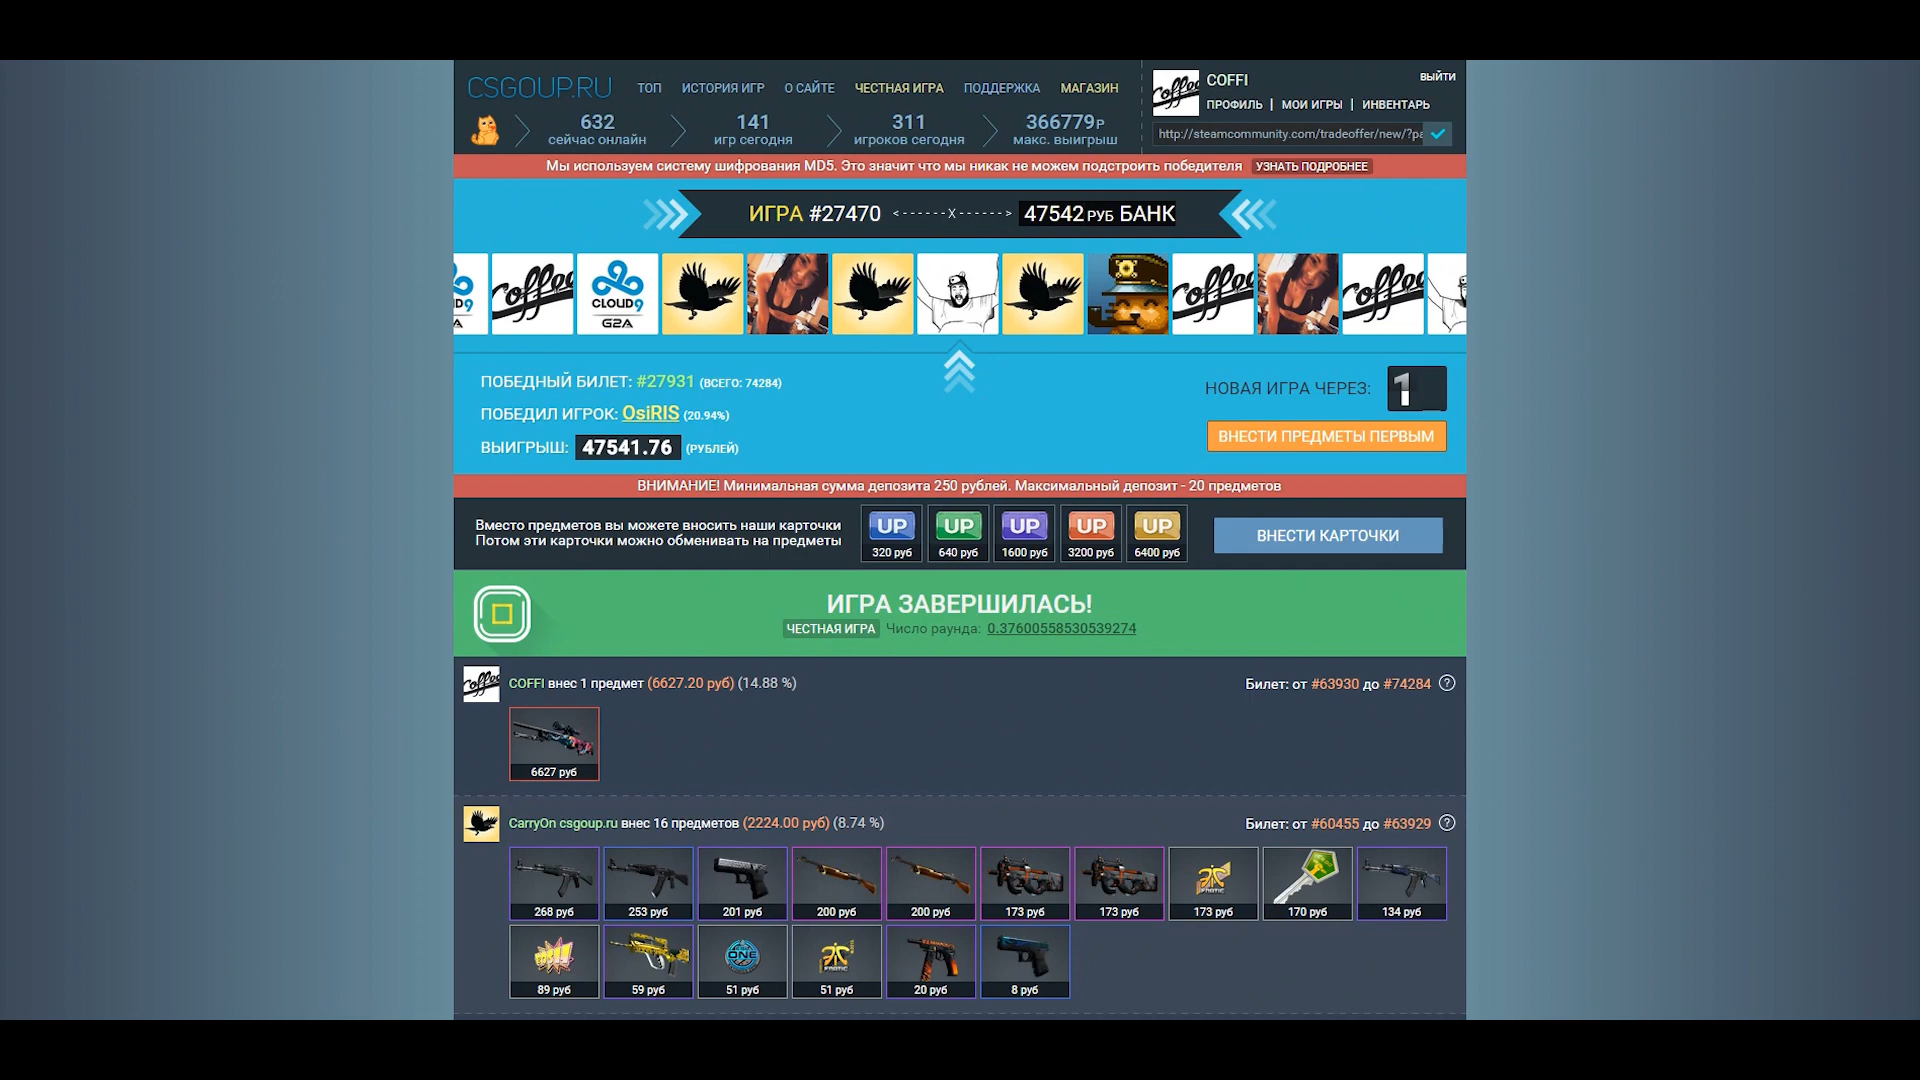 CSGOUP.RU
ТОП ИСТОРИЯ ИГР О САЙТЕ ЧЕСТНАЯ ИГРА ПОДДЕРЖКА МАГАЗИН
COFFI
ВЫЙТИ
ПРОФИЛЬ | МОИ ИГРЫ | ИНВЕНТАРЬ
http://steamcommunity.com/tradeoffer/new/?pa
632 141 311 366779Р
сейчас онлайн игр сегодня игроков сегодня макс. выигрыш
Мы используем систему шифрования MD5. Это значит что мы никак не можем подстроить победителя УЗНАТЬ ПОДРОБНЕЕ
ИГРА #27470 <------X------> 47542 РУБ БАНК
Coffee CLOUD9 Coffee Coffee
G2A
ПОБЕДНЫЙ БИЛЕТ: #27931 (ВСЕГО: 74284)
ПОБЕДИЛ ИГРОК: OsiRIS (20.94%)
ВЫИГРЫШ: 47541.76 (РУБЛЕЙ)
НОВАЯ ИГРА ЧЕРЕЗ: 1
ВНЕСТИ ПРЕДМЕТЫ ПЕРВЫМ
ВНИМАНИЕ! Минимальная сумма депозита 250 рублей. Максимальный депозит - 20 предметов
Вместо предметов вы можете вносить наши карточки
Потом эти карточки можно обменивать на предметы
UP UP UP UP UP
320 руб 640 руб 1600 руб 3200 руб 6400 руб
ВНЕСТИ КАРТОЧКИ
ИГРА ЗАВЕРШИЛАСЬ!
ЧЕСТНАЯ ИГРА Число раунда: 0.37600558530539274
COFFI внес 1 предмет (6627.20 руб) (14.88 %)
Билет: от #63930 до #74284 ?
6627 руб
CarryOn csgoup.ru внес 16 предметов (2224.00 руб) (8.74 %)
Билет: от #60455 до #63929 ?
268 руб 253 руб 201 руб 200 руб 200 руб 173 руб 173 руб 173 руб 170 руб 134 руб
89 руб 59 руб 51 руб 51 руб 20 руб 8 руб